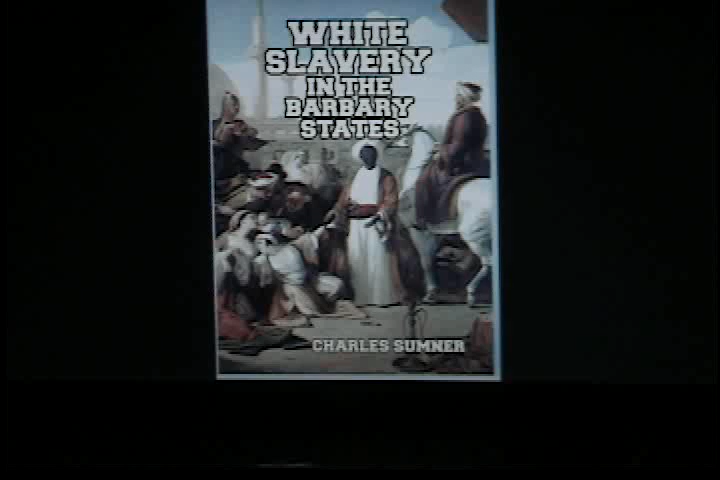 WHITE
SLAVERY
IN THE
BARBARY
STATES
CHARLES SUMNER